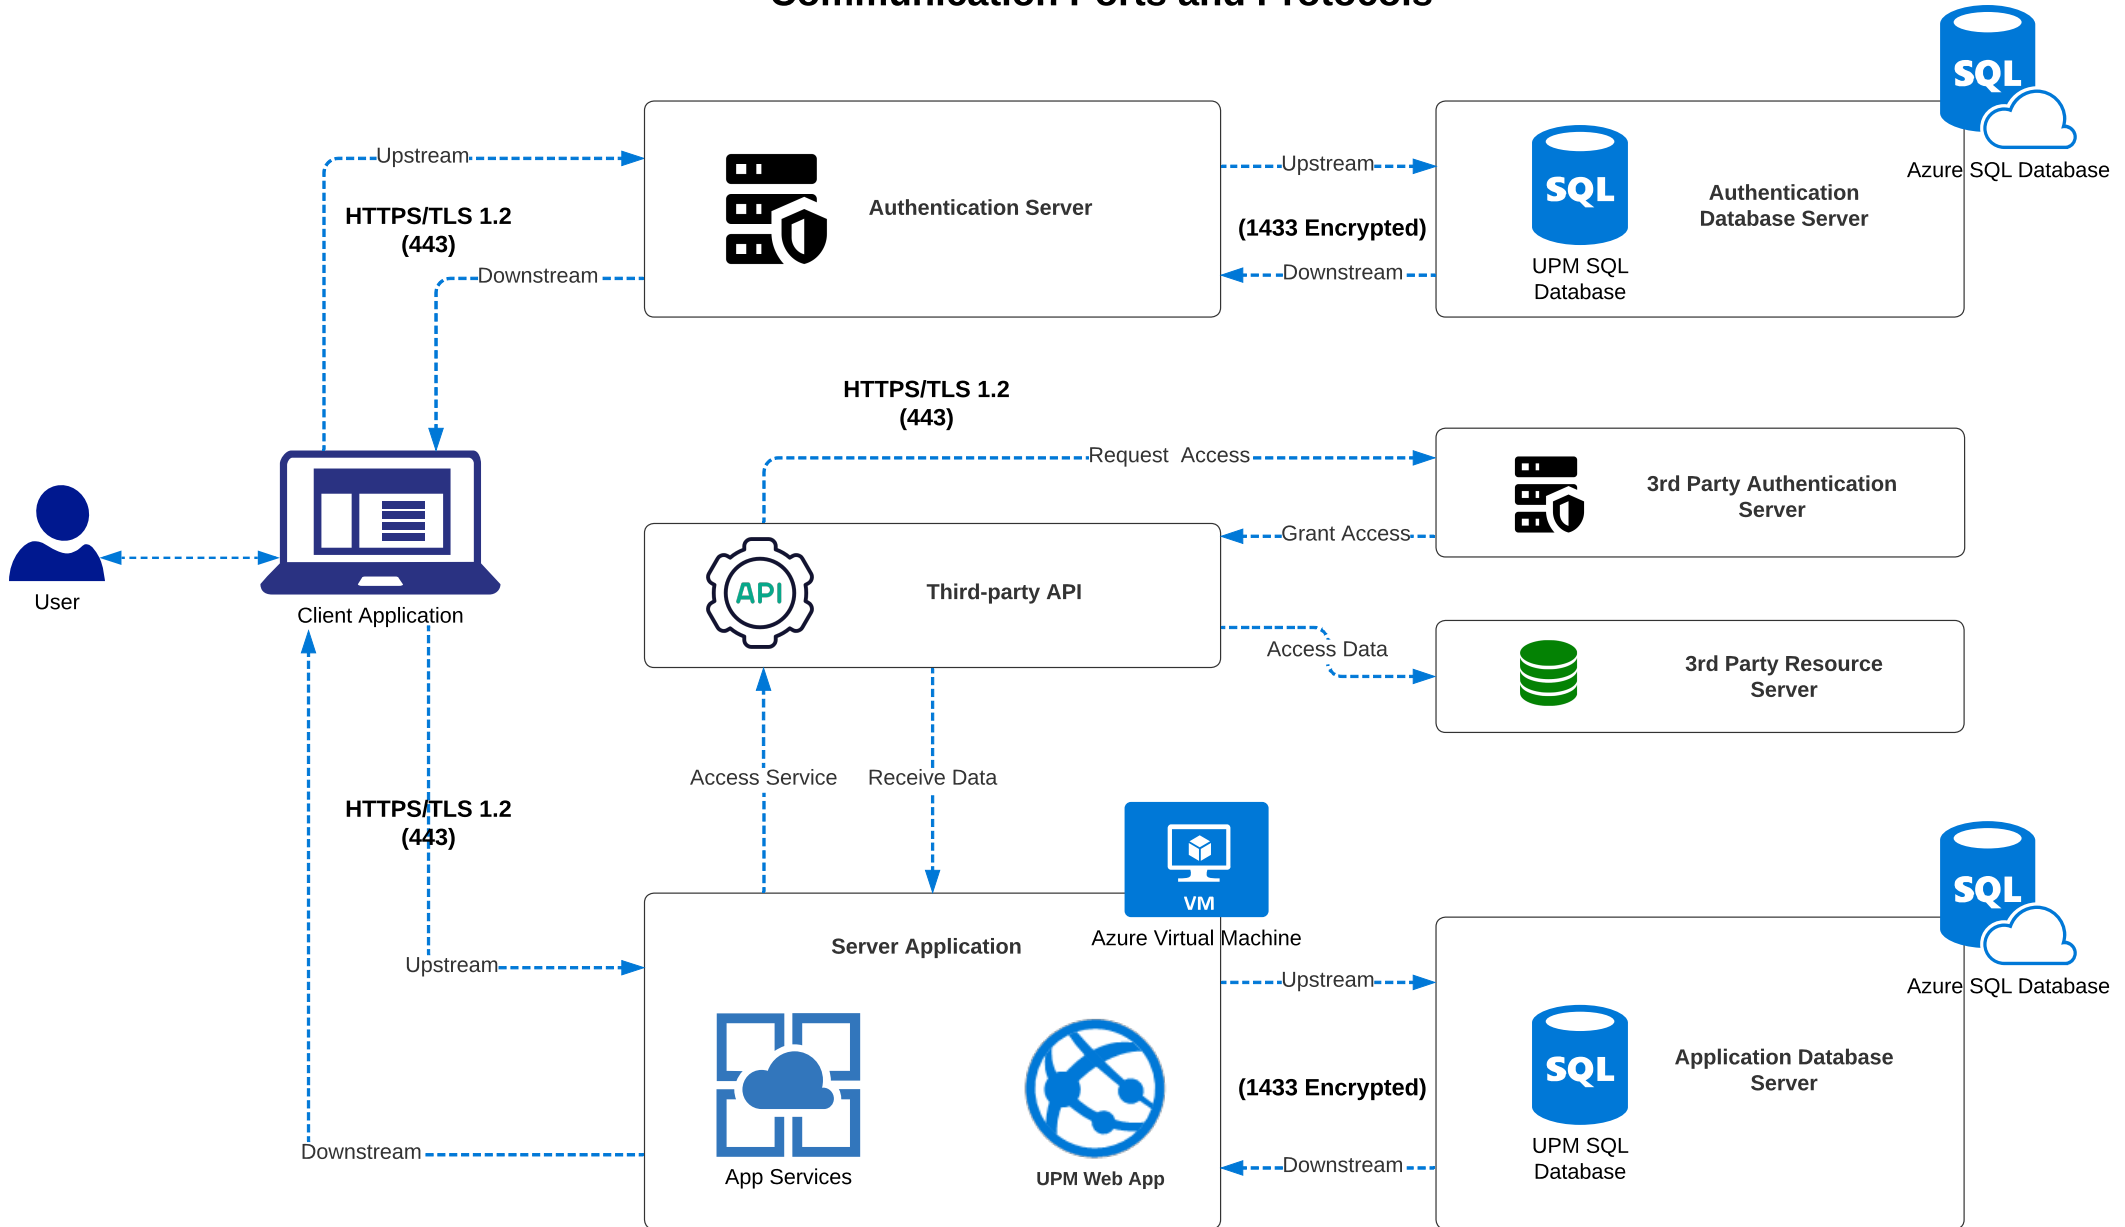 Communication Ports and Protocols
SQL
Azure SQL Database
Upstream
HTTPS/TLS 1.2
(443)
Downstream
Authentication Server
Upstream
(1433 Encrypted)
Downstream
SQL
UPM SQL
Database
Authentication
Database Server
HTTPS/TLS 1.2
(443)
Request  Access
3rd Party Authentication
Server
Grant Access
User
Client Application
API
Third-party API
Access Data
3rd Party Resource
Server
Access Service
Receive Data
HTTPS/TLS 1.2
(443)
VM
Azure Virtual Machine
SQL
Azure SQL Database
Upstream
Server Application
Upstream
(1433 Encrypted)
Downstream
SQL
UPM SQL
Database
Application Database
Server
Downstream
App Services
UPM Web App